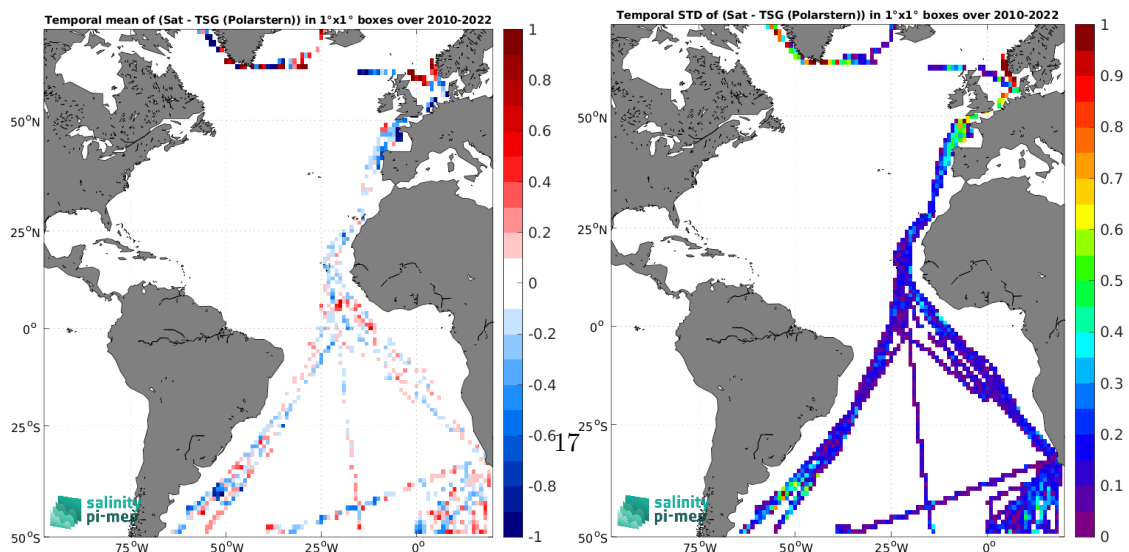 Temporal mean of (Sat - TSG (Polarstern)) in 1°x1° boxes over 2010-2022
1
0.8
0.6
0.4
0.2
0
-0.2
-0.4
-0.6
-0.8
-1
50°N
25°N
0°
25°S
50°S
75°W
50°W
25°W
0°
salinity
pi-mep
17
Temporal STD of (Sat - TSG (Polarstern)) in 1°x1° boxes over 2010-2022
1
0.9
0.8
0.7
0.6
0.5
0.4
0.3
0.2
0.1
0
50°N
25°N
0°
25°S
50°S
75°W
50°W
25°W
0°
salinity
pi-mep